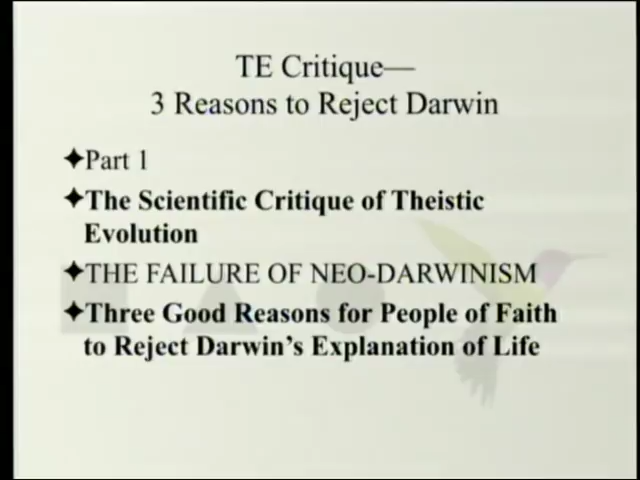 TE Critique—
3 Reasons to Reject Darwin
✦Part 1
✦The Scientific Critique of Theistic
Evolution
✦THE FAILURE OF NEO-DARWINISM
✦Three Good Reasons for People of Faith
to Reject Darwin's Explanation of Life